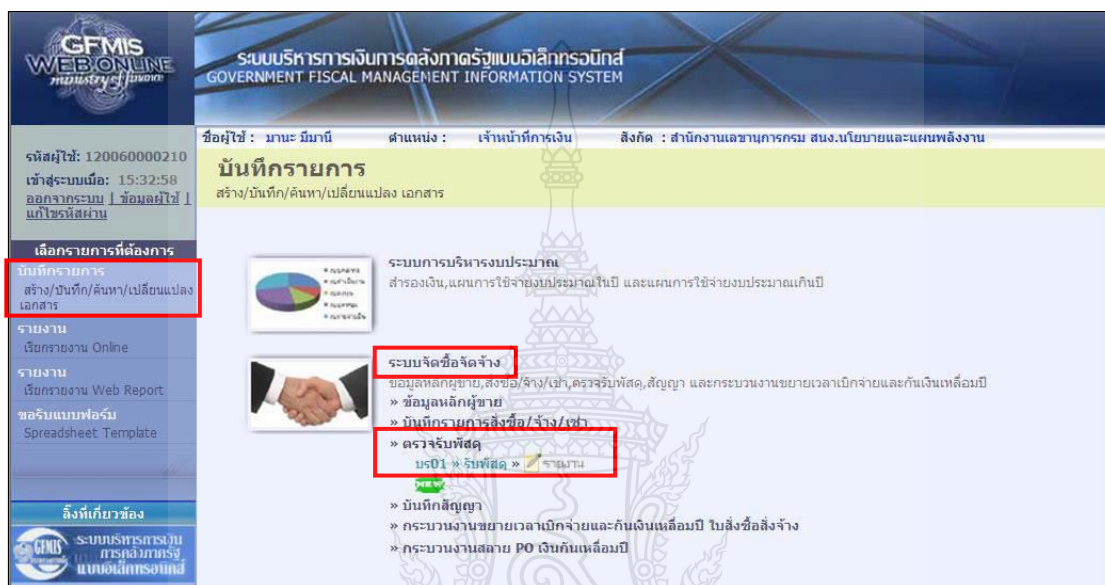 GFMIS
WEB ONLINE
ministry of finance
ระบบบริหารการเงินการคลังภาครัฐแบบอิเล็กทรอนิกส์
GOVERNMENT FISCAL MANAGEMENT INFORMATION SYSTEM
ชื่อผู้ใช้ : มานะ มีมานี ตำแหน่ง : เจ้าหน้าที่การเงิน สังกัด : สำนักงานเลขานุการกรม สนง.นโยบายและแผนพลังงาน
รหัสผู้ใช้: 120060000210
เข้าสู่ระบบเมื่อ: 15:32:58
ออกจากระบบ | ข้อมูลผู้ใช้ |
แก้ไขรหัสผ่าน
บันทึกรายการ
สร้าง/บันทึก/ค้นหา/เปลี่ยนแปลง เอกสาร
เลือกรายการที่ต้องการ
บันทึกรายการ
สร้าง/บันทึก/ค้นหา/เปลี่ยนแปลง
เอกสาร
รายงาน
เรียกรายงาน Online
รายงาน
เรียกรายงาน Web Report
ขอรับแบบฟอร์ม
Spreadsheet Template
ลิ้งที่เกี่ยวข้อง
GFMIS
ระบบบริหารการเงิน
การคลังภาครัฐ
แบบอิเล็กทรอนิกส์
ระบบการบริหารงบประมาณ
สำรองเงิน,แผนการใช้จ่ายงบประมาณในปี และแผนการใช้จ่ายงบประมาณเกินปี
ระบบจัดซื้อจัดจ้าง
ข้อมูลหลักผู้ขาย,สั่งซื้อ/จ้าง/เช่า,ตรวจรับพัสดุ,สัญญา และกระบวนงานขยายเวลาเบิกจ่ายและกันเงินเหลื่อมปี
» ข้อมูลหลักผู้ขาย
» บันทึกรายการสั่งซื้อ/จ้าง/เช่า
» ตรวจรับพัสดุ
บร01 » รับพัสดุ » รายงาน
» บันทึกสัญญา
» กระบวนงานขยายเวลาเบิกจ่ายและกันเงินเหลื่อมปี ใบสั่งซื้อสั่งจ้าง
» กระบวนงานสลาย PO เงินกันเหลื่อมปี